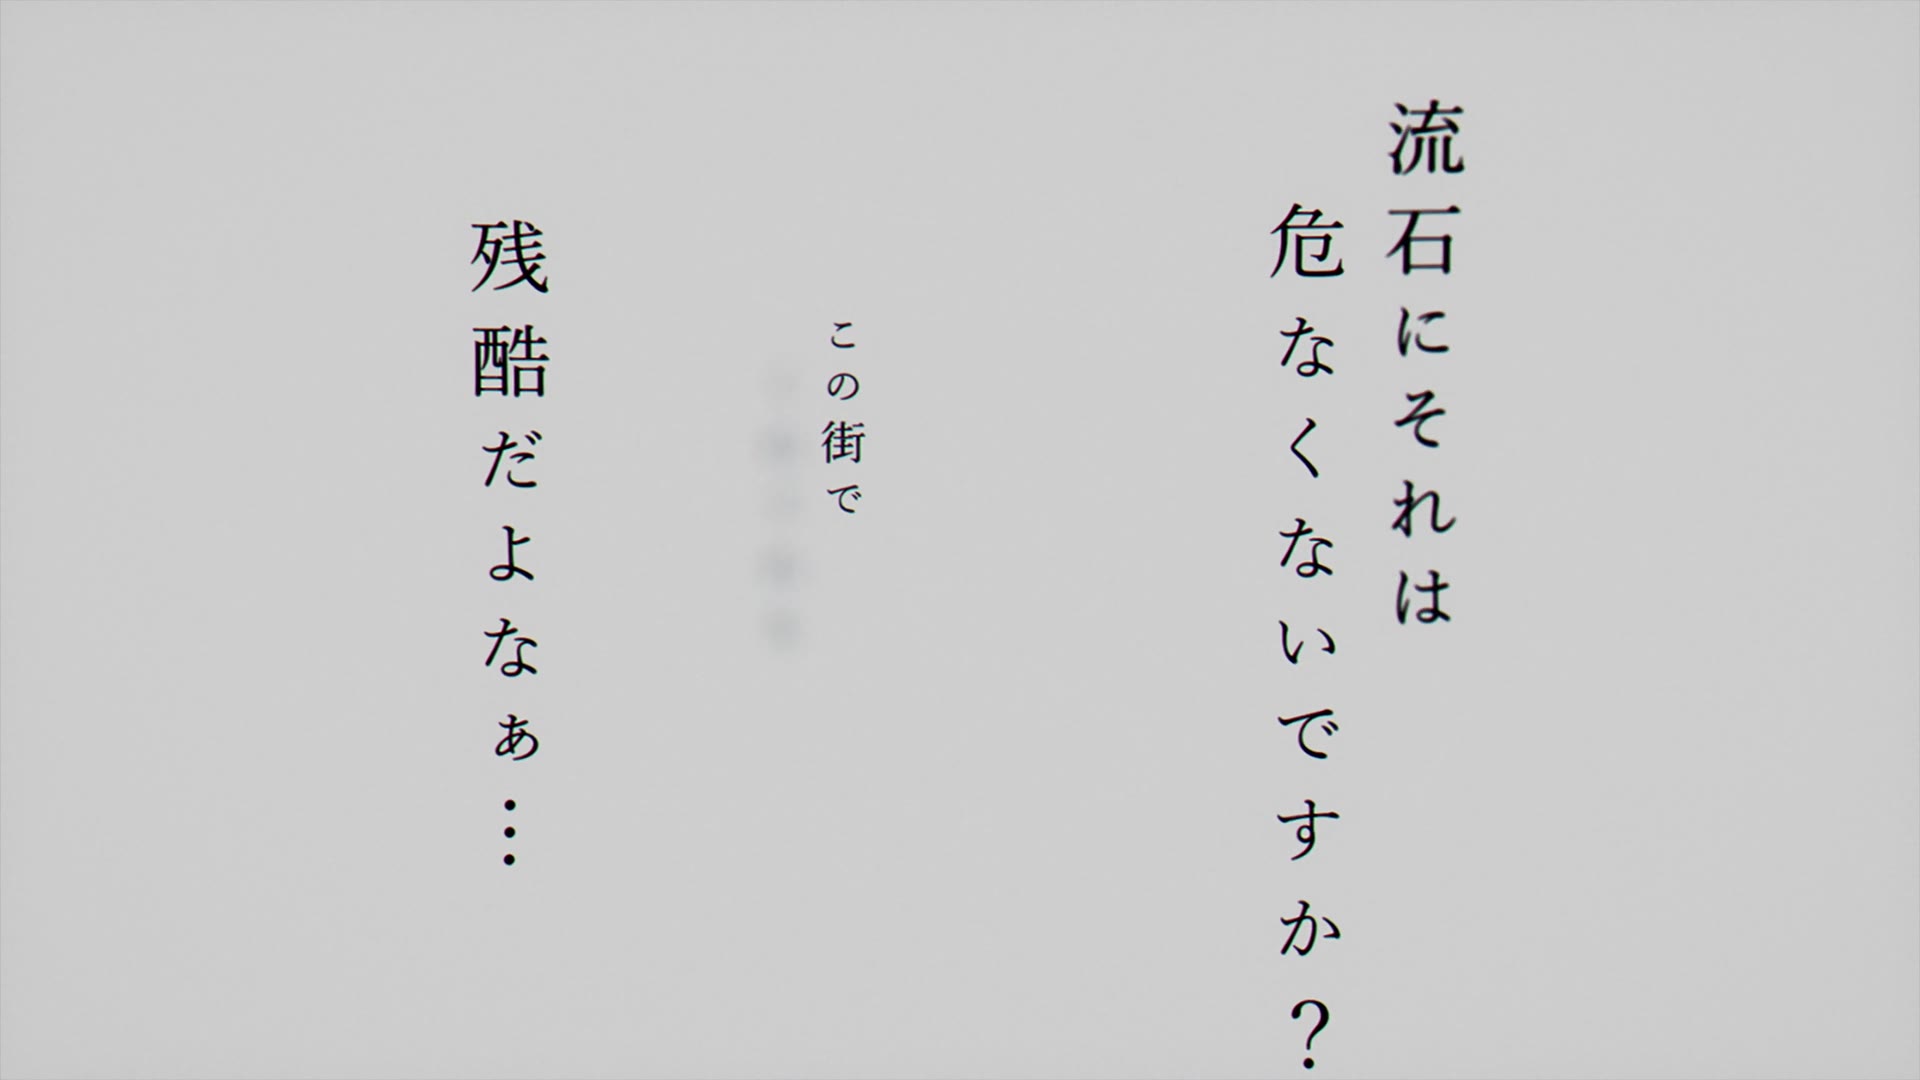 流石にそれは
危なくないですか？
この街で
残酷だよなぁ…